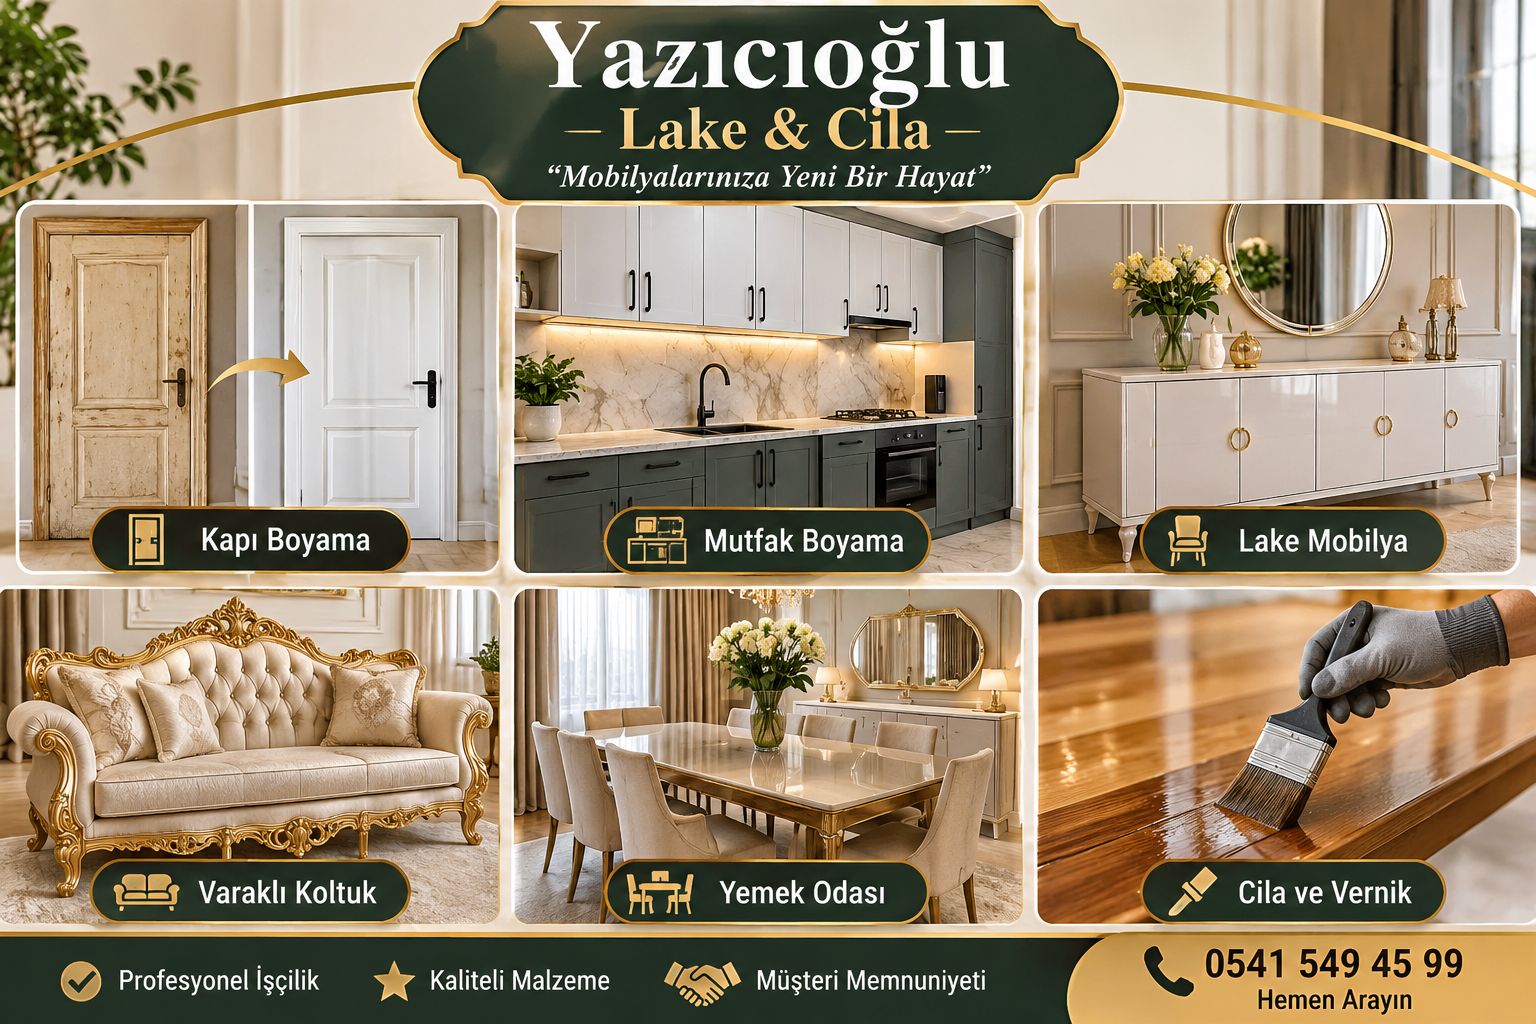 Yazıcıoğlu
Lake & Cila
“Mobilyalarınıza Yeni Bir Hayat”
Kapı Boyama
Mutfak Boyama
Lake Mobilya
Varaklı Koltuk
Yemek Odası
Cila ve Vernik
Profesyonel İşçilik
Kaliteli Malzeme
Müşteri Memnuniyeti
0541 549 45 99
Hemen Arayın